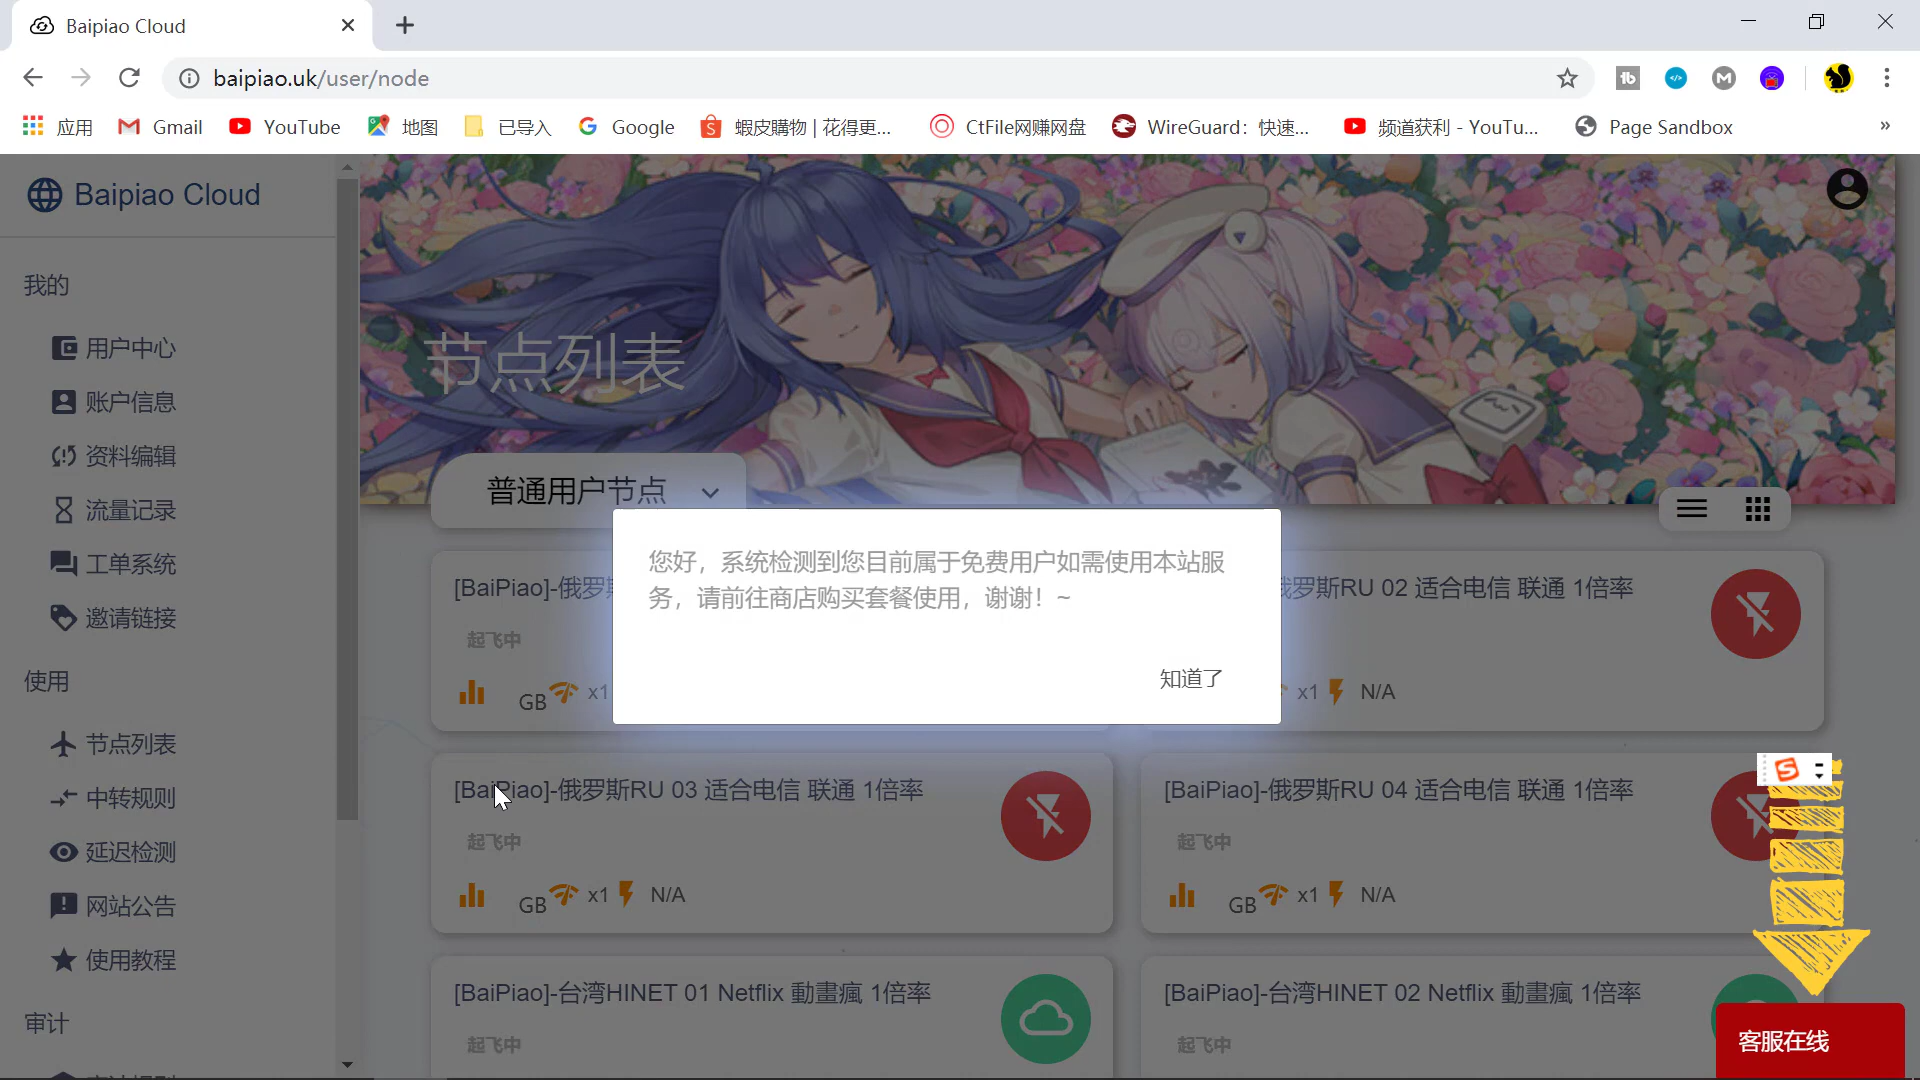 Baipiao Cloud
baipiao.uk/user/node
应用
Gmail
YouTube
地图
已导入
Google
蝦皮購物 | 花得更...
CtFile网赚网盘
WireGuard：快速...
频道获利 - YouTu...
Page Sandbox
»
Baipiao Cloud
我的
用户中心
账户信息
资料编辑
流量记录
工单系统
邀请链接
使用
节点列表
中转规则
延迟检测
网站公告
使用教程
审计
节点列表
普通用户节点
您好，系统检测到您目前属于免费用户如需使用本站服
务，请前往商店购买套餐使用，谢谢！~
知道了
[BaiPiao]-俄罗
起飞中
GB x1
俄罗斯RU 02 适合电信 联通 1倍率
x1 N/A
[BaiPiao]-俄罗斯RU 03 适合电信 联通 1倍率
起飞中
GB x1 N/A
[BaiPiao]-俄罗斯RU 04 适合电信 联通 1倍率
起飞中
GB x1 N/A
[BaiPiao]-台湾HINET 01 Netflix 動畫瘋 1倍率
起飞中
[BaiPiao]-台湾HINET 02 Netflix 動畫瘋 1倍率
起飞中
客服在线